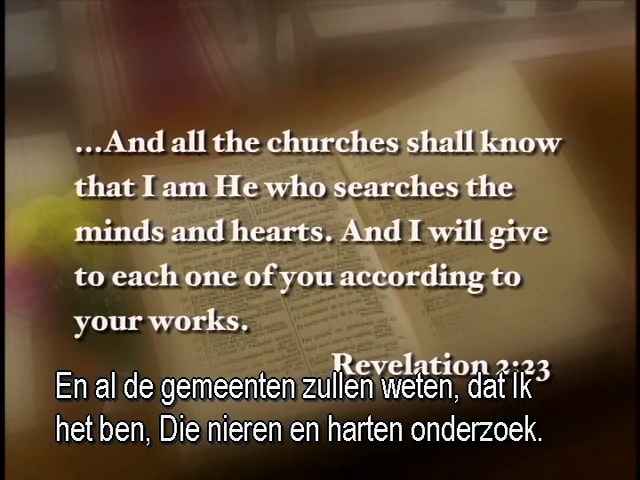 ...And all the churches shall know
that I am He who searches the
minds and hearts. And I will give
to each one of you according to
your works.
Revelation 2:23
En al de gemeenten zullen weten, dat Ik
het ben, Die nieren en harten onderzoek.